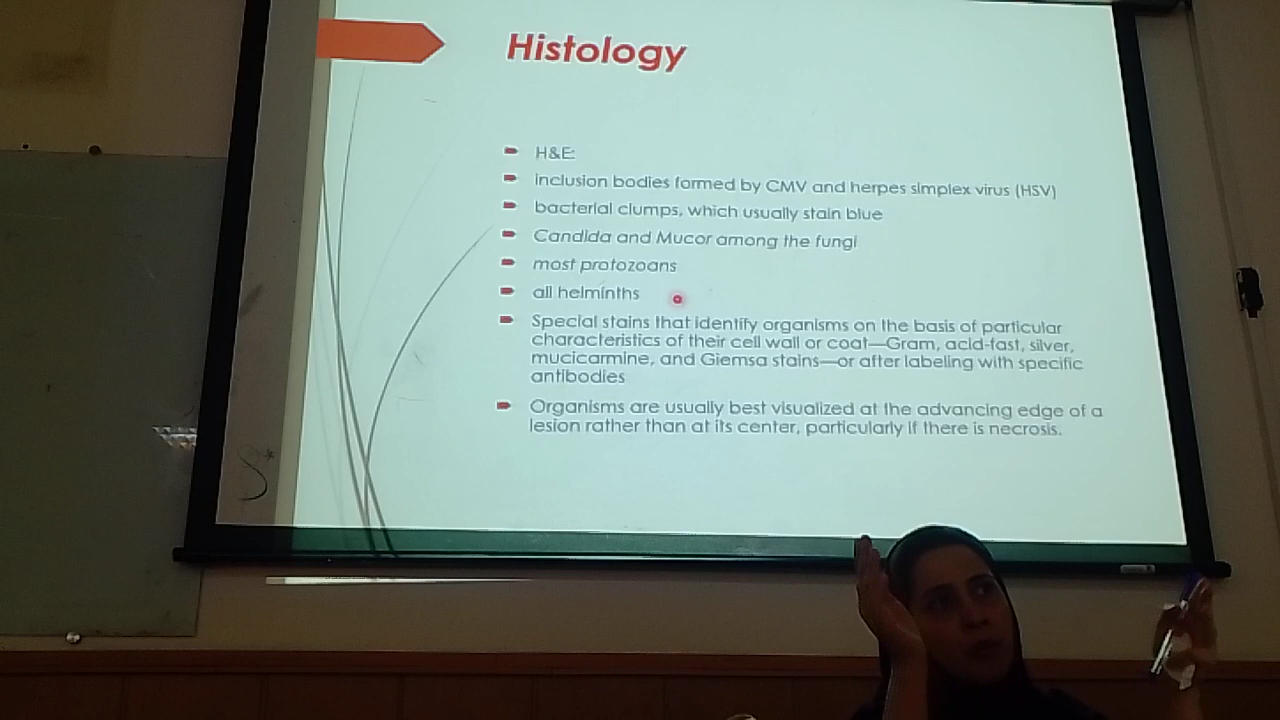 Histology
H&E:
inclusion bodies formed by CMV and herpes simplex virus (HSV)
bacterial clumps, which usually stain blue
Candida and Mucor among the fungi
most protozoans
all helminths
Special stains that identify organisms on the basis of particular
characteristics of their cell wall or coat—Gram, acid-fast, silver,
mucicarmine, and Giemsa stains—or after labeling with specific
antibodies
Organisms are usually best visualized at the advancing edge of a
lesion rather than at its center, particularly if there is necrosis.